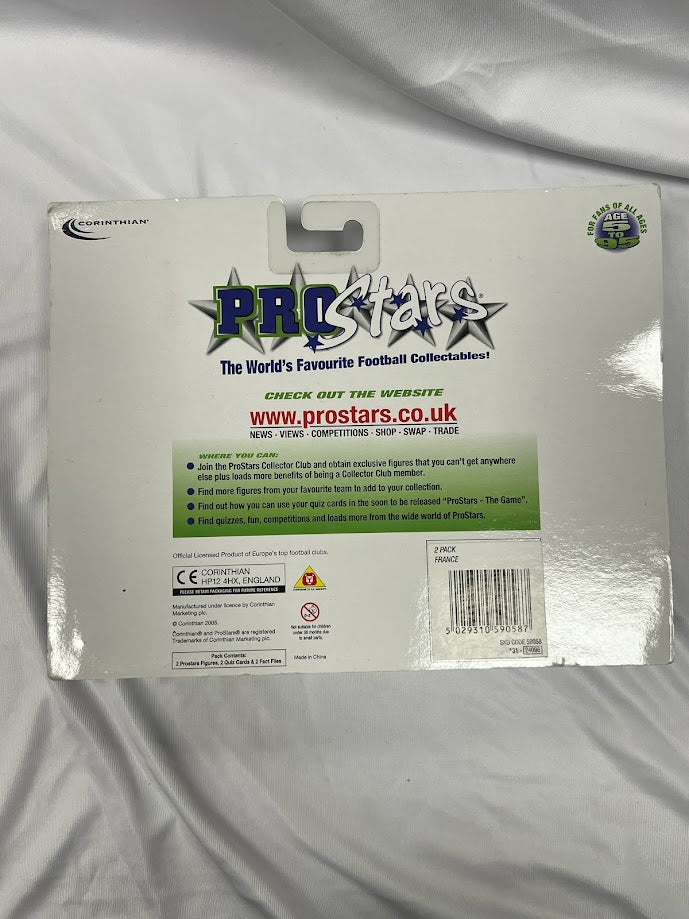 CORINTHIAN
FOR FANS OF ALL AGES
AGE
5
TO
95
PROStars
The World's Favourite Football Collectables!
CHECK OUT THE WEBSITE
www.prostars.co.uk
NEWS · VIEWS · COMPETITIONS · SHOP · SWAP · TRADE
WHERE YOU CAN:
Join the ProStars Collector Club and obtain exclusive figures that you can't get anywhere
else plus loads more benefits of being a Collector Club member.
Find more figures from your favourite team to add to your collection.
Find out how you can use your quiz cards in the soon to be released "ProStars - The Game".
Find quizzes, fun, competitions and loads more from the wide world of ProStars.
Official Licensed Product of Europe's top football clubs.
CE CORINTHIAN
HP12 4HX, ENGLAND
PLEASE RETAIN PACKAGING FOR FUTURE REFERENCE
Manufactured under licence by Corinthian
Marketing plc.
© Corinthian 2005.
Corinthian® and ProStars® are registered
Trademarks of Corinthian Marketing plc.
Pack Contents:
2 Prostars Figures, 2 Quiz Cards & 2 Fact Files
Not suitable for children
under 36 months due
to small parts.
Made in China
2 PACK
FRANCE
5 029310 590587
SKU CODE 59058